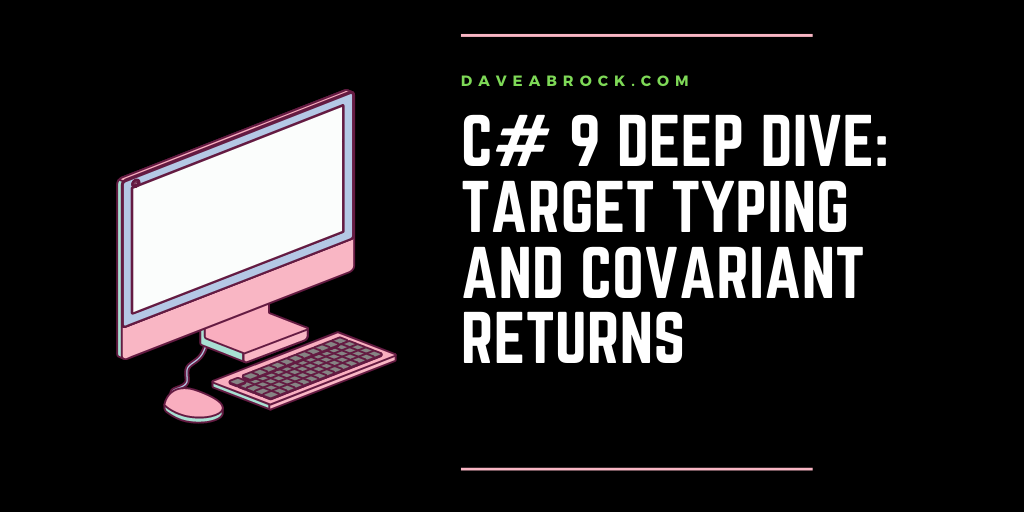 DAVEABROCK.COM
C# 9 DEEP DIVE:
TARGET TYPING
AND COVARIANT
RETURNS